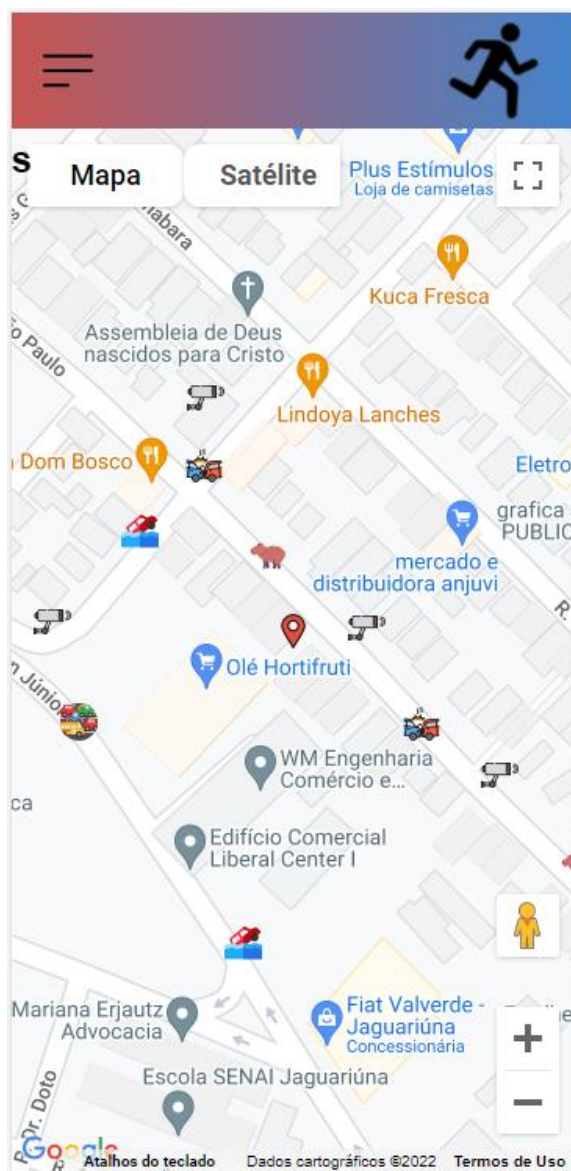 s
Mapa
Satélite
Plus Estímulos
Loja de camisetas
Kuca Fresca
Assembleia de Deus
nascidos para Cristo
Paulo
Lindoya Lanches
Dom Bosco
Eletro
grafica
PUBLIC
mercado e
distribuidora anjuvi
R.
Olé Hortifruti
n Júnior
WM Engenharia
Comércio e...
ca
Edifício Comercial
Liberal Center I
Mariana Erjautz
Advocacia
Fiat Valverde -
Jaguariúna
Concessionária
Escola SENAI Jaguariúna
R. Dr. Doto
Google
Atalhos do teclado
Dados cartográficos ©2022
Termos de Uso